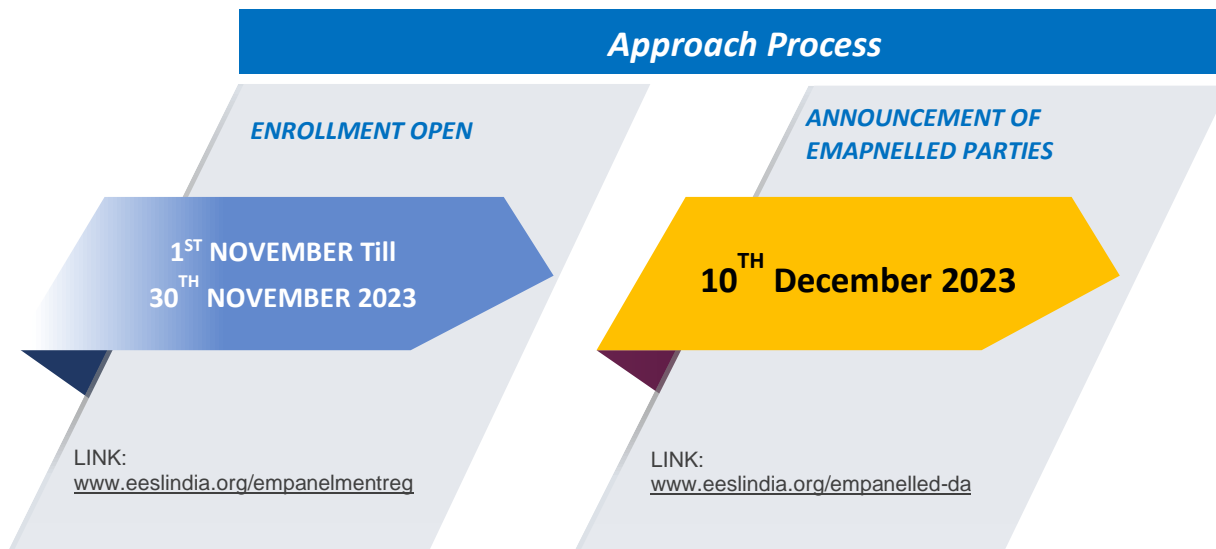 Approach Process
ENROLLMENT OPEN
1ST NOVEMBER Till
30TH NOVEMBER 2023
LINK:
www.eeslindia.org/empanelmentreg
ANNOUNCEMENT OF
EMAPNELLED PARTIES
10TH December 2023
LINK:
www.eeslindia.org/empanelled-da